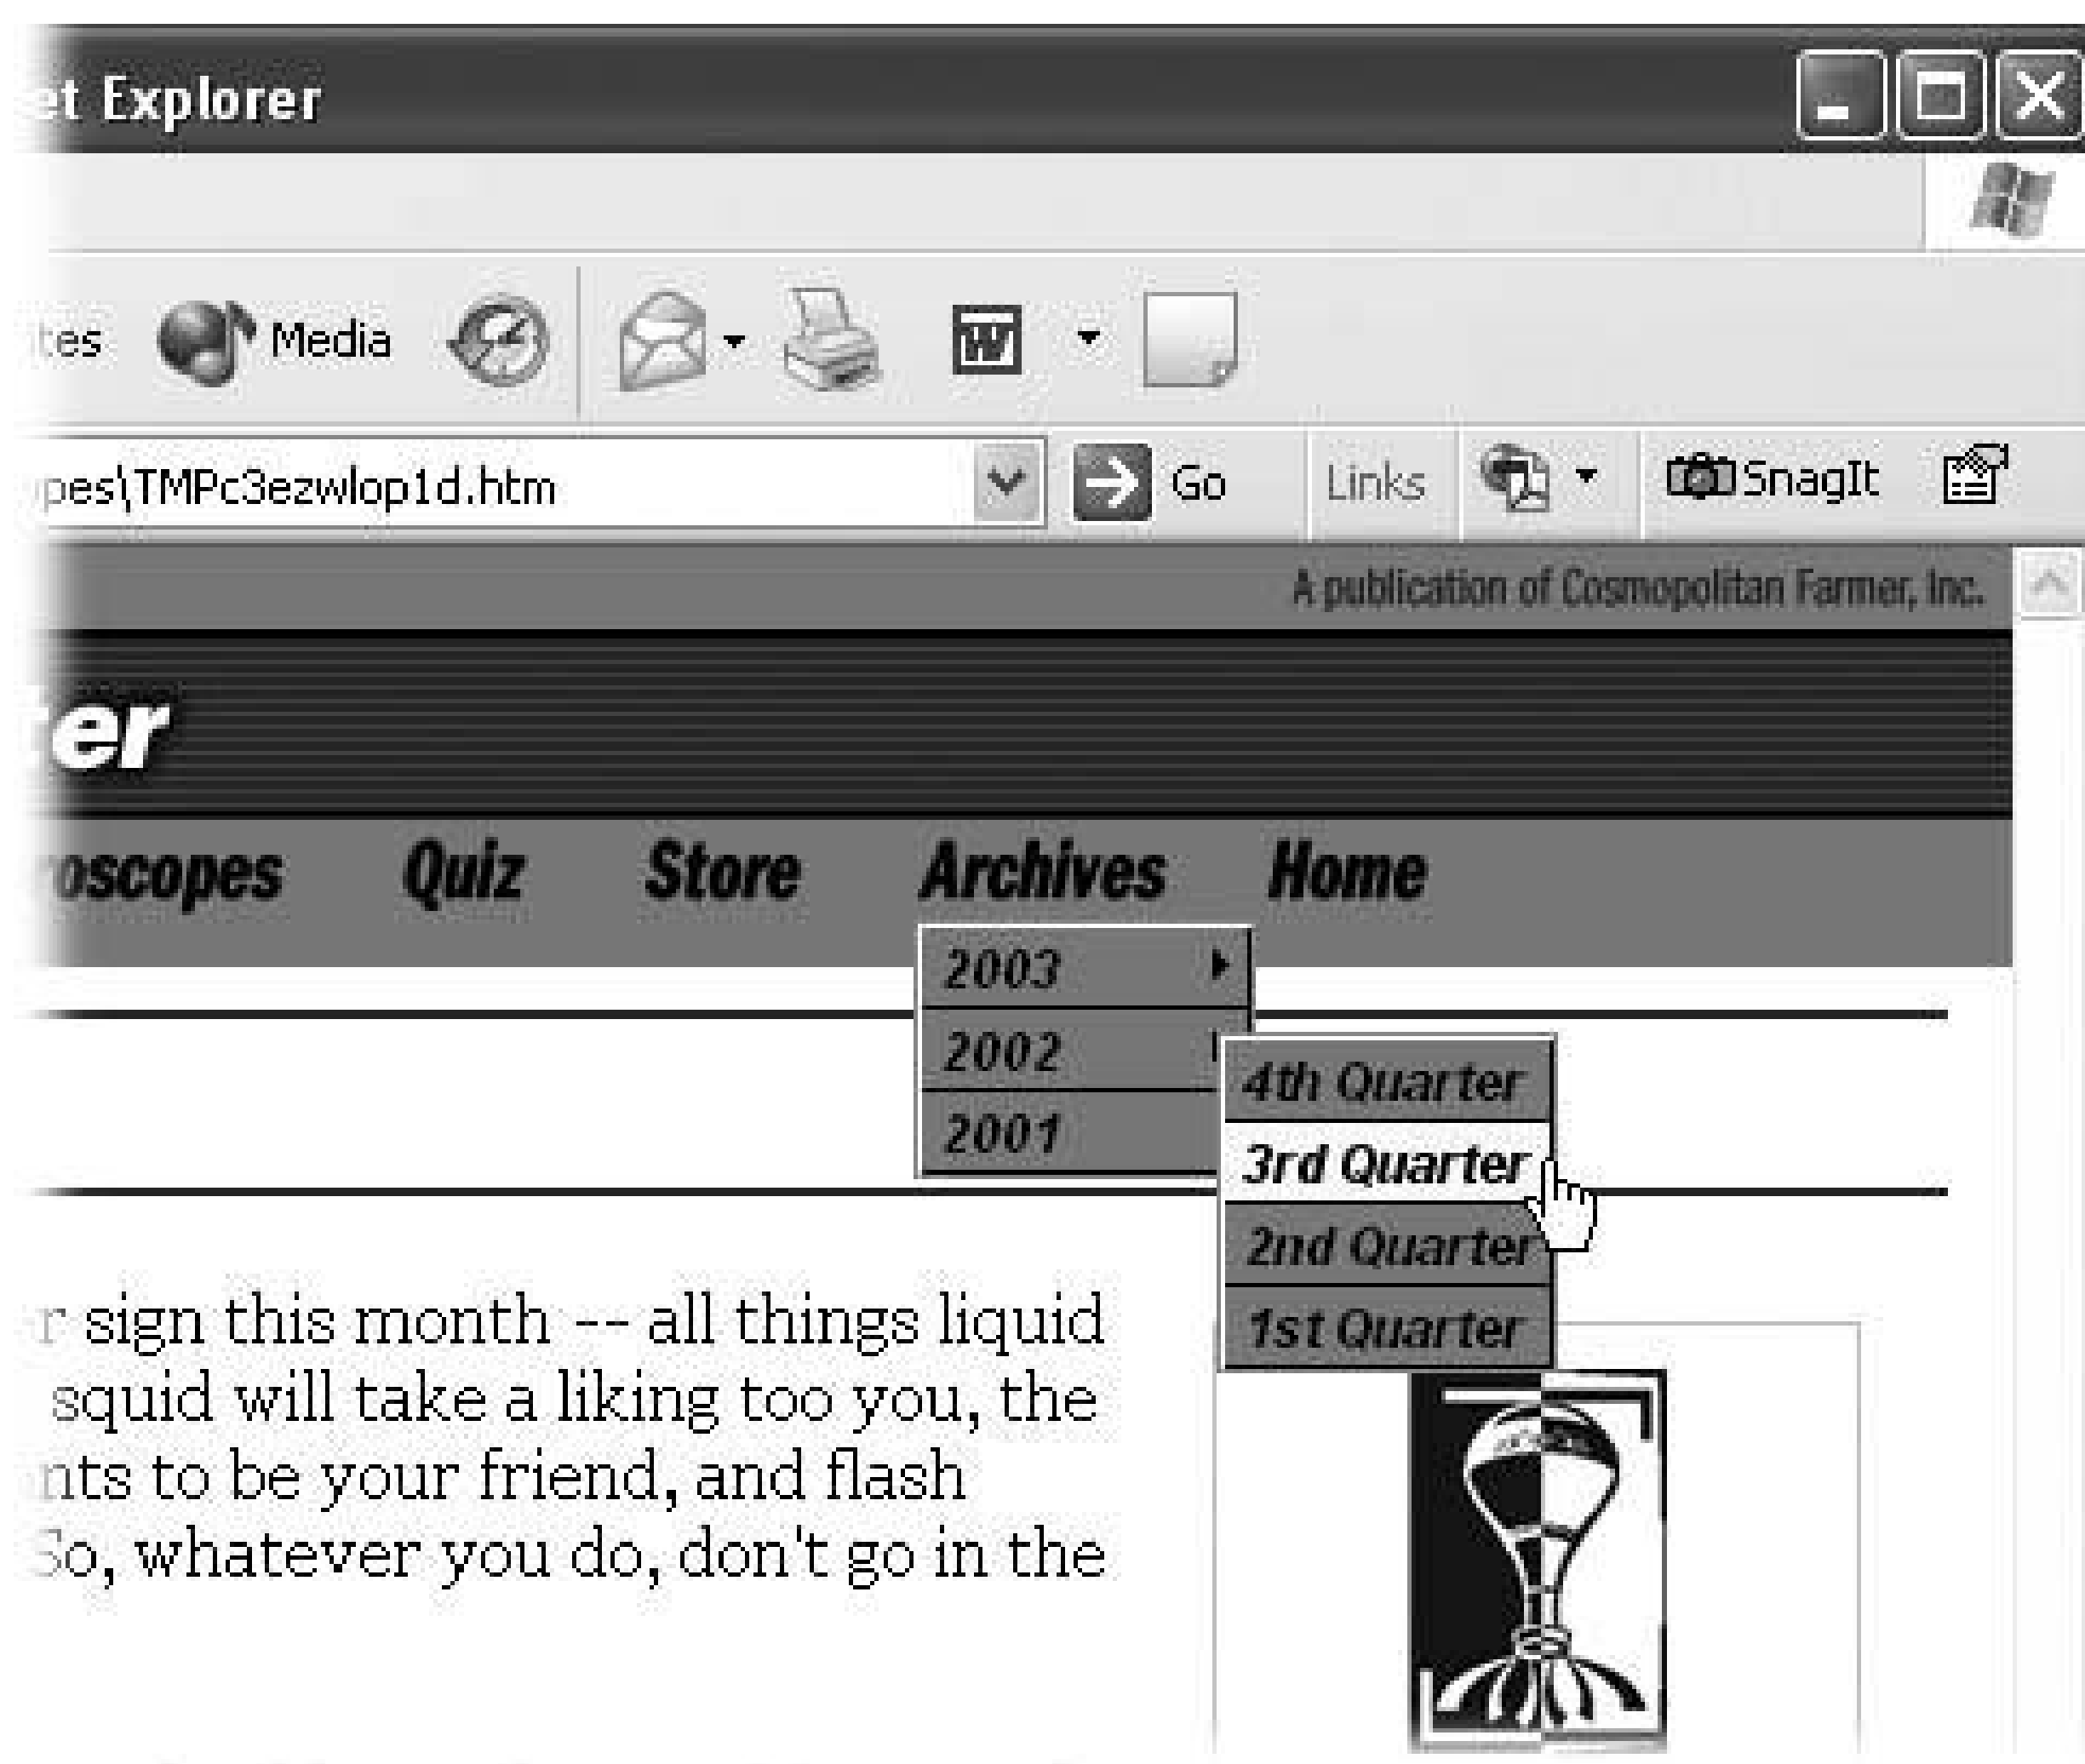 et Explorer
tes Media
pes\TMPc3ezwlop1d.htm Go Links SnagIt
A publication of Cosmopolitan Farmer, Inc.
er
roscopes Quiz Store Archives Home
2003
2002
2001
4th Quarter
3rd Quarter
2nd Quarter
1st Quarter
r sign this month -- all things liquid
squid will take a liking too you, the
nts to be your friend, and flash
So, whatever you do, don't go in the